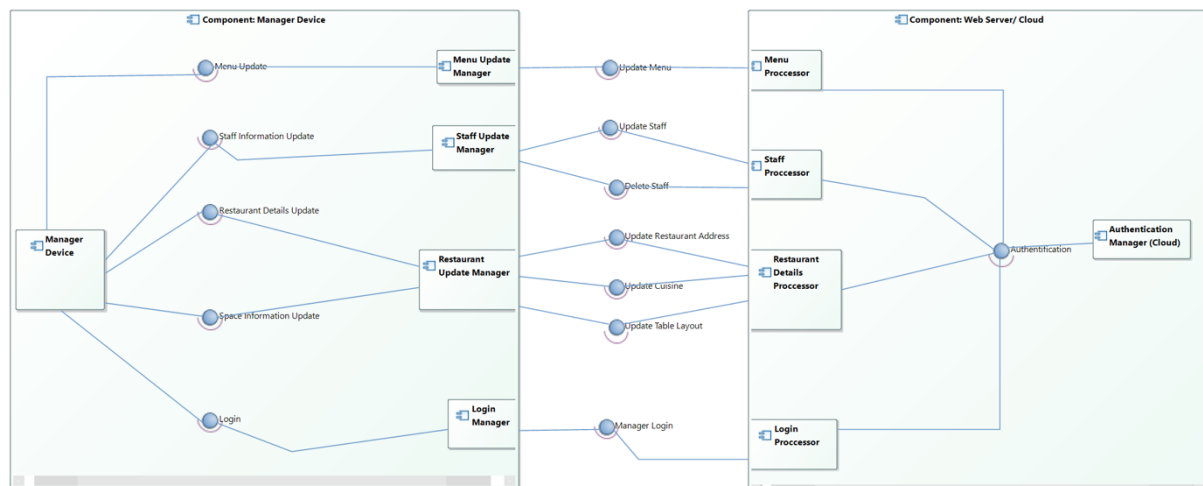 Component: Manager Device
Component: Web Server/ Cloud
Menu Update
Menu Update
Manager
Update Menu
Menu
Proccessor
Staff Information Update
Staff Update
Manager
Update Staff
Delete Staff
Staff
Proccessor
Manager
Device
Restaurant Details Update
Space Information Update
Restaurant
Update Manager
Update Restaurant Address
Update Cuisine
Update Table Layout
Restaurant
Details
Proccessor
Authentification
Authentication
Manager (Cloud)
Login
Login
Manager
Manager Login
Login
Proccessor